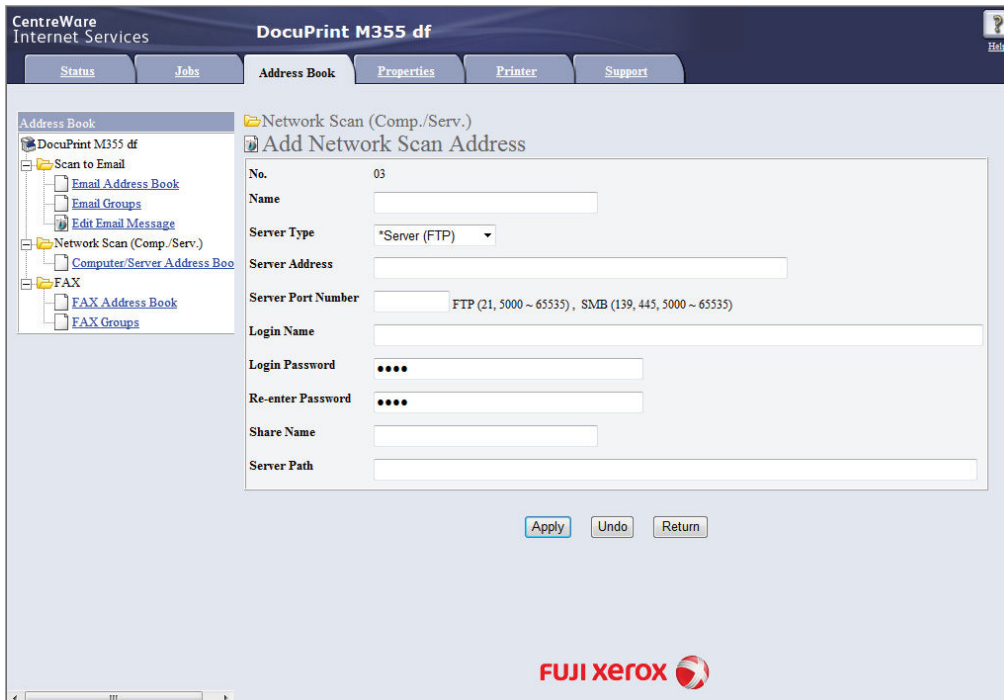 CentreWare
Internet Services
DocuPrint M355 df
Help
Status
Jobs
Address Book
Properties
Printer
Support
Address Book
DocuPrint M355 df
Scan to Email
Email Address Book
Email Groups
Edit Email Message
Network Scan (Comp./Serv.)
Computer/Server Address Boo
FAX
FAX Address Book
FAX Groups
Network Scan (Comp./Serv.)
Add Network Scan Address
No. 03
Name
Server Type *Server (FTP)
Server Address
Server Port Number FTP (21, 5000 ~ 65535) , SMB (139, 445, 5000 ~ 65535)
Login Name
Login Password ••••
Re-enter Password ••••
Share Name
Server Path
Apply Undo Return
FUJI xerox